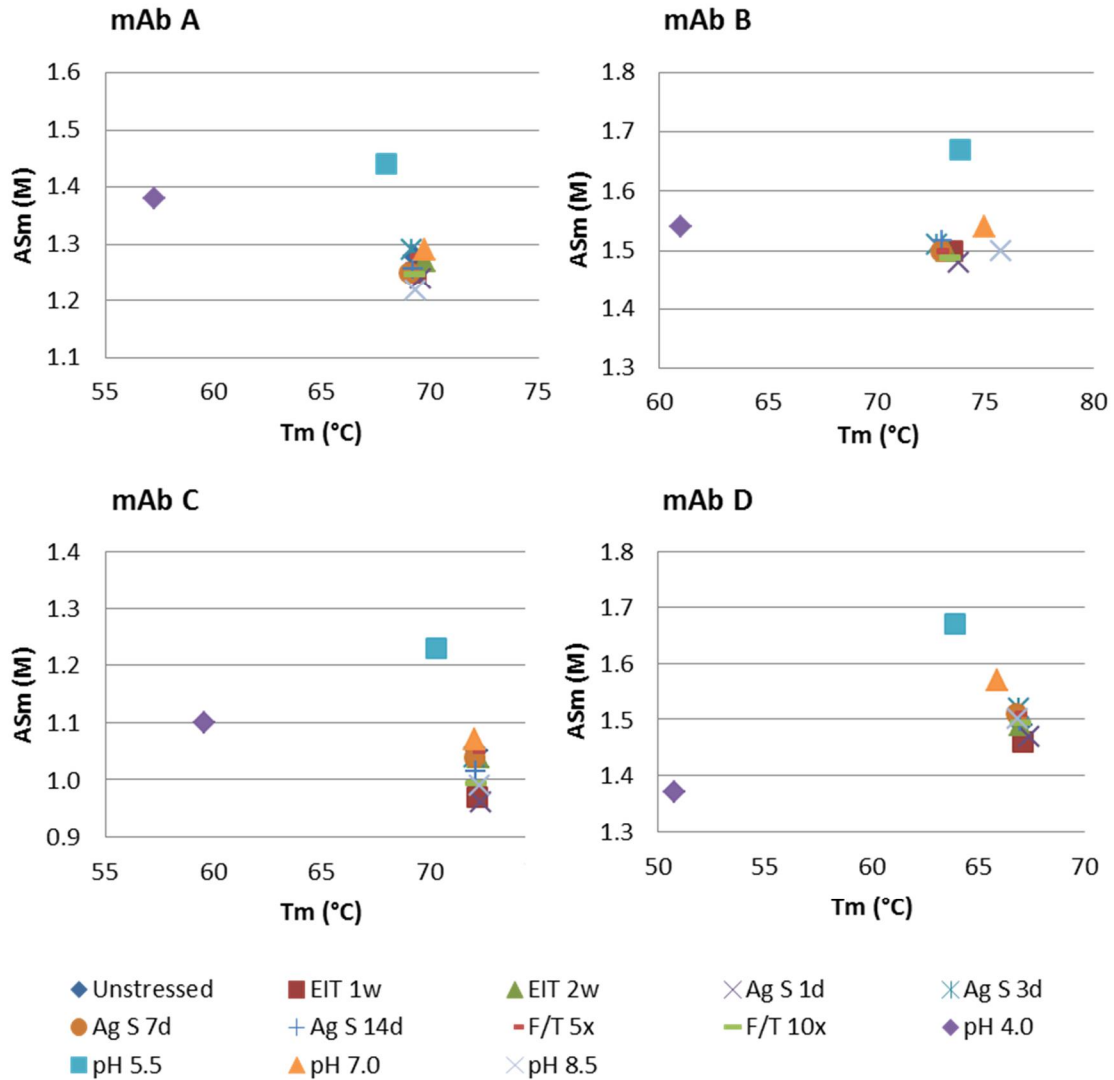 mAb A
1.6
1.5
1.4
1.3
1.2
1.1
ASm (M)
55 60 65 70 75
Tm (°C)
mAb B
1.8
1.7
1.6
1.5
1.4
1.3
ASm (M)
60 65 70 75 80
Tm (°C)
mAb C
1.4
1.3
1.2
1.1
1.0
0.9
ASm (M)
55 60 65 70
Tm (°C)
mAb D
1.8
1.7
1.6
1.5
1.4
1.3
ASm (M)
50 55 60 65 70
Tm (°C)
Unstressed EIT 1w EIT 2w Ag S 1d Ag S 3d
Ag S 7d Ag S 14d F/T 5x F/T 10x pH 4.0
pH 5.5 pH 7.0 pH 8.5